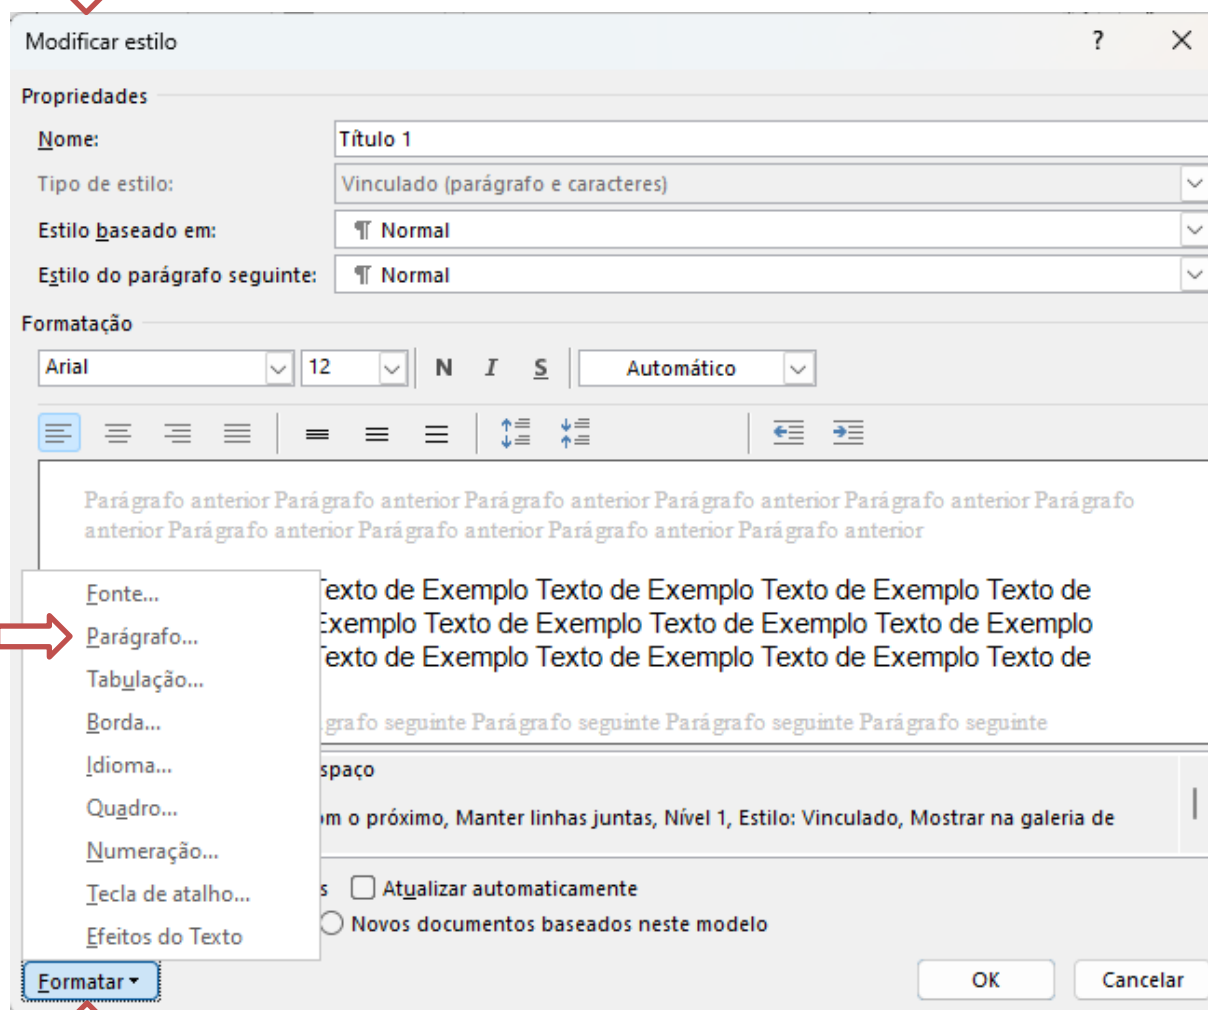 Modificar estilo ?
Propriedades
Nome: Título 1
Tipo de estilo: Vinculado (parágrafo e caracteres)
Estilo baseado em: ¶ Normal
Estilo do parágrafo seguinte: ¶ Normal
Formatação
Arial 12 N I S Automático
Parágrafo anterior Parágrafo anterior Parágrafo anterior Parágrafo anterior Parágrafo anterior Parágrafo
anterior Parágrafo anterior Parágrafo anterior Parágrafo anterior Parágrafo anterior
exto de Exemplo Texto de Exemplo Texto de Exemplo Texto de
Exemplo Texto de Exemplo Texto de Exemplo Texto de Exemplo
Texto de Exemplo Texto de Exemplo Texto de Exemplo Texto de
grafo seguinte Parágrafo seguinte Parágrafo seguinte Parágrafo seguinte
spaço
m o próximo, Manter linhas juntas, Nível 1, Estilo: Vinculado, Mostrar na galeria de
s Atualizar automaticamente
Novos documentos baseados neste modelo
Fonte...
Parágrafo...
Tabulação...
Borda...
Idioma...
Quadro...
Numeração...
Tecla de atalho...
Efeitos do Texto
Formatar
OK
Cancelar